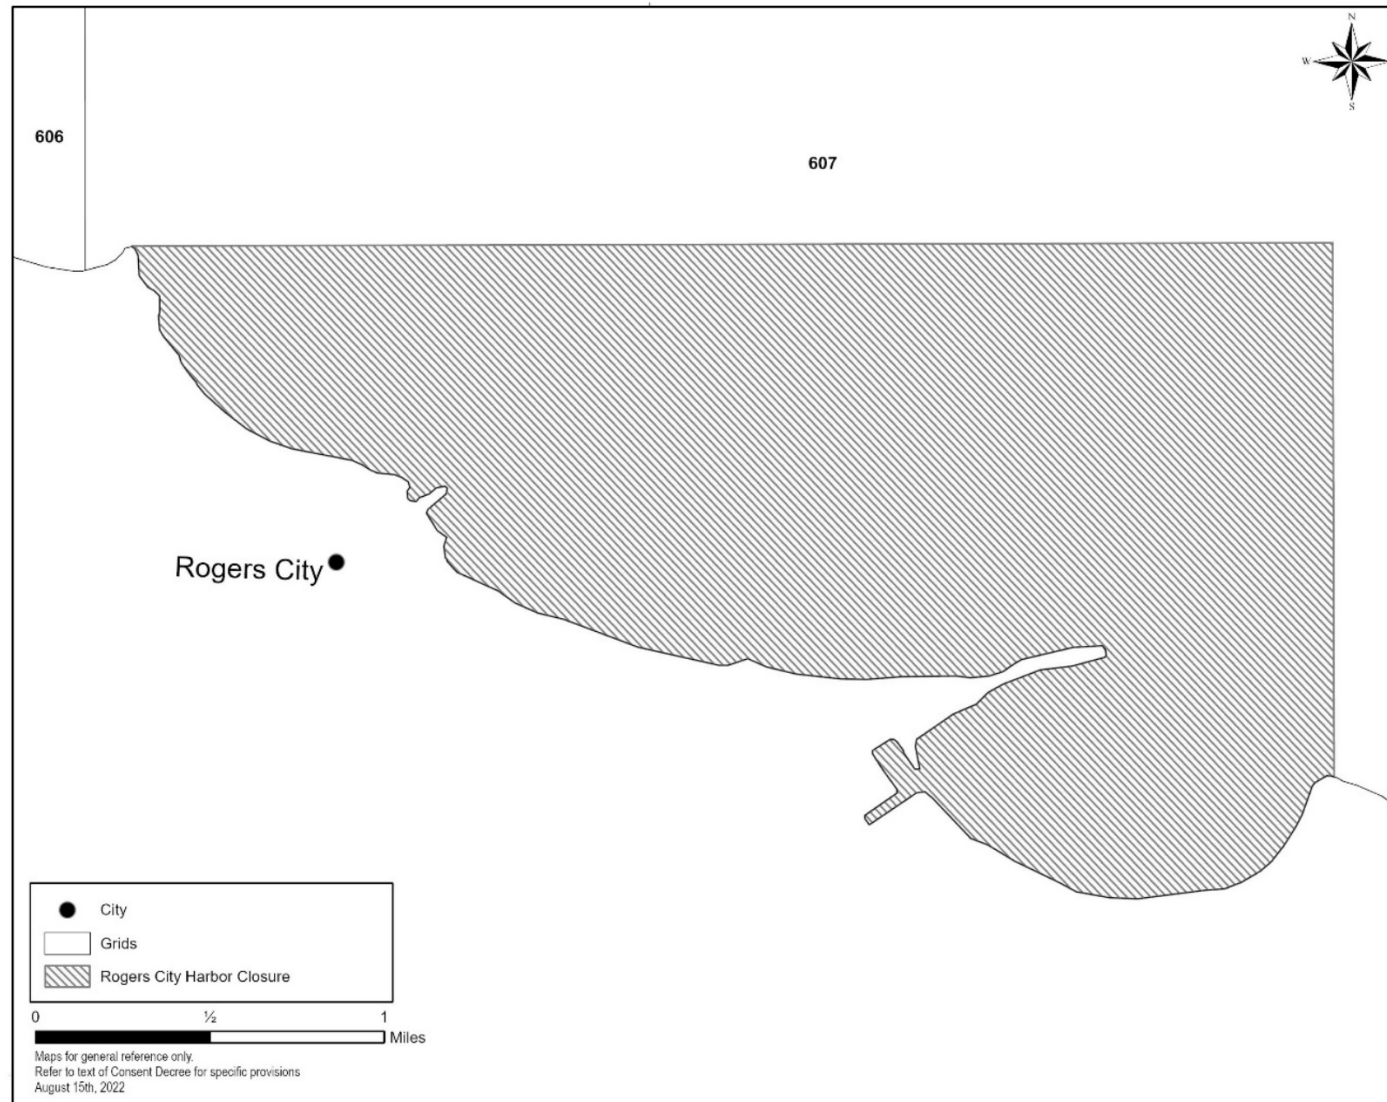 N
W
S
606
607
Rogers City
City
Grids
Rogers City Harbor Closure
0 ½ 1
Miles
Maps for general reference only.
Refer to text of Consent Decree for specific provisions
August 15th, 2022